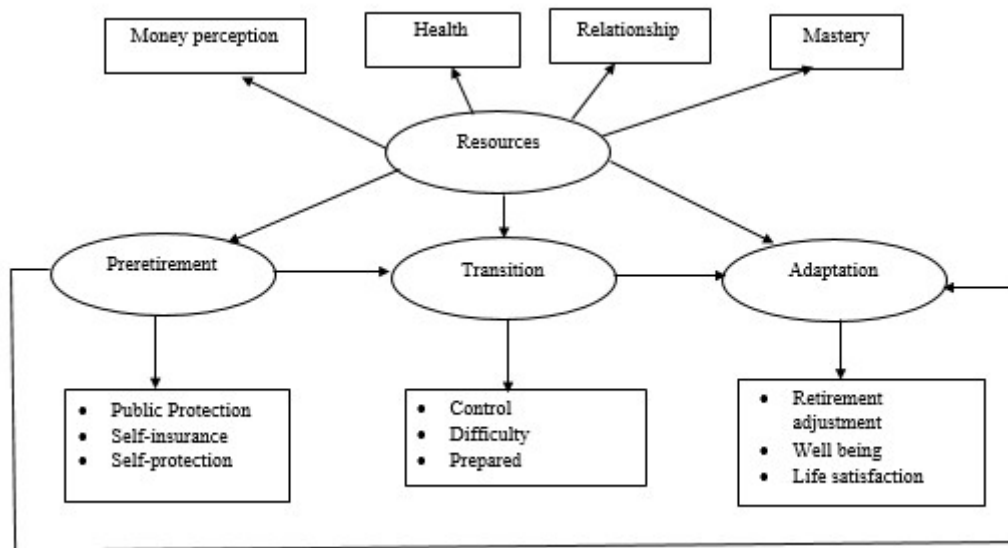 Money perception
Health
Relationship
Mastery
Resources
Preretirement
Transition
Adaptation
• Public Protection
• Self-insurance
• Self-protection
• Control
• Difficulty
• Prepared
• Retirement
adjustment
• Well being
• Life satisfaction